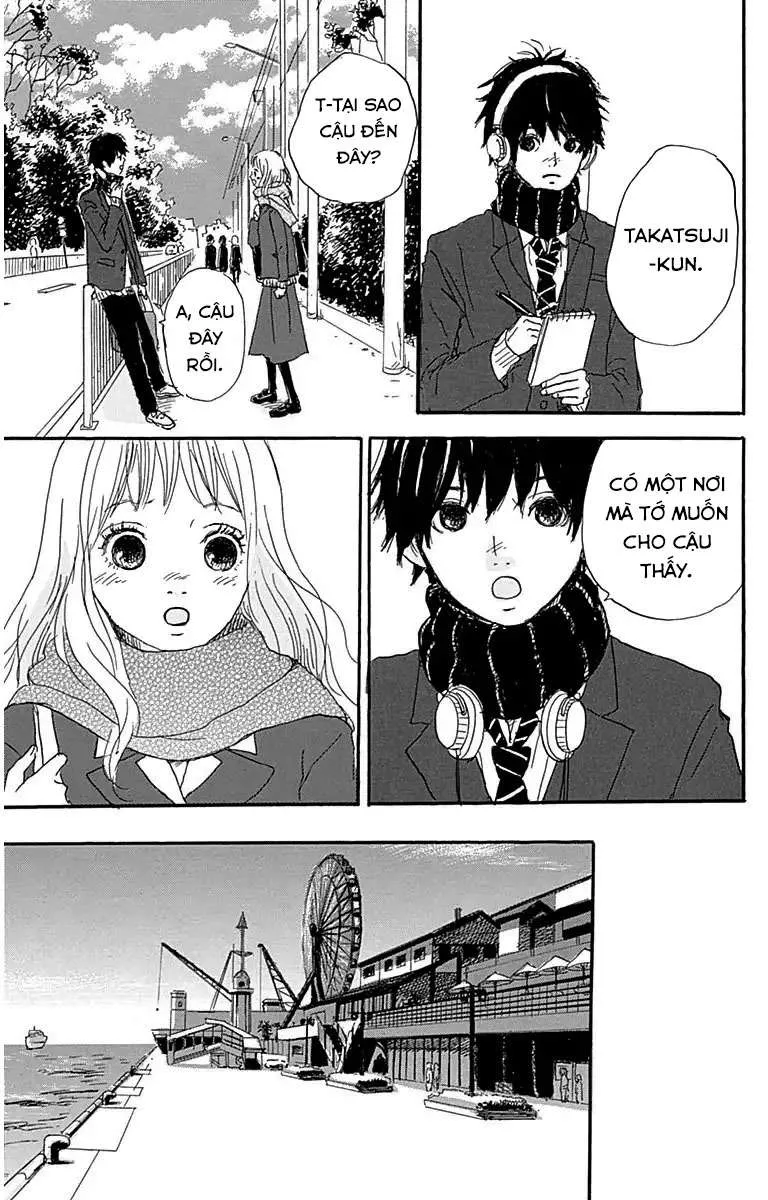 TAKATSUJI
-KUN.
T-TẠI SAO
CẬU ĐẾN
ĐÂY?
A, CẬU
ĐÂY
RỒI.
CÓ MỘT NƠI
MÀ TỚ MUỐN
CHO CẬU
THẤY.